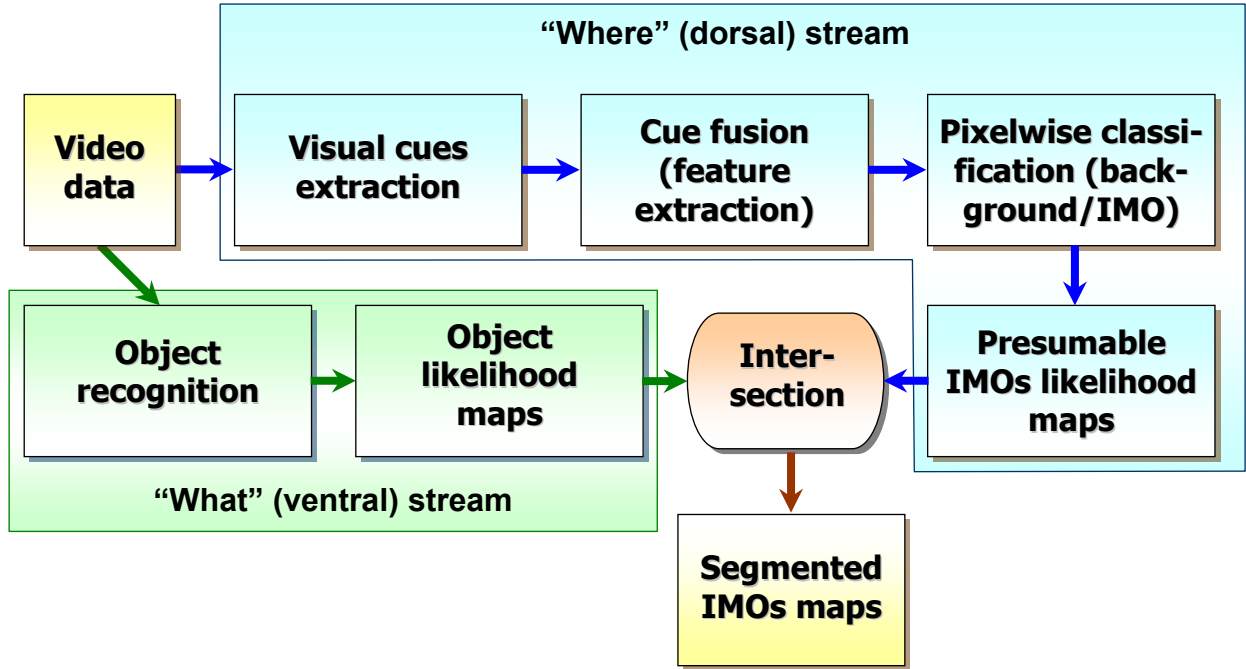 “Where” (dorsal) stream
Video
data
Visual cues
extraction
Cue fusion
(feature
extraction)
Pixelwise classi-
fication (back-
ground/IMO)
Object
recognition
Object
likelihood
maps
Inter-
section
Presumable
IMOs likelihood
maps
“What” (ventral) stream
Segmented
IMOs maps